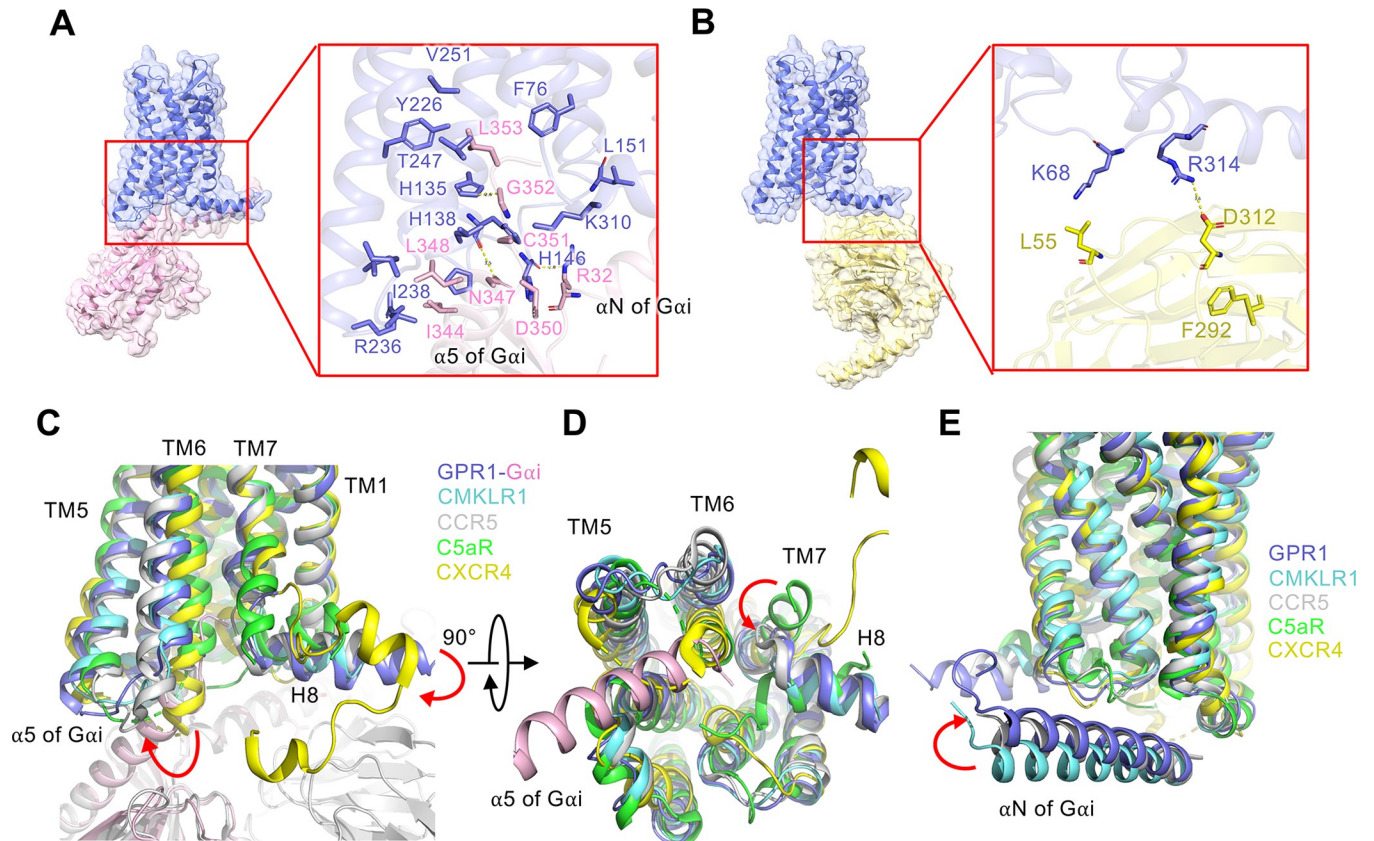 A
V251
Y226
F76
L353
T247
L151
H135
G352
H138
K310
L348
C351
H146
R32
I238
N347
αN of Gαi
R236
I344
D350
α5 of Gαi
B
K68
R314
L55
D312
F292
C
TM6
TM7
TM5
TM1
H8
α5 of Gαi
GPR1-Gαi
CMKLR1
CCR5
C5aR
CXCR4
90°
D
TM6
TM5
TM7
H8
α5 of Gαi
E
GPR1
CMKLR1
CCR5
C5aR
CXCR4
αN of Gαi